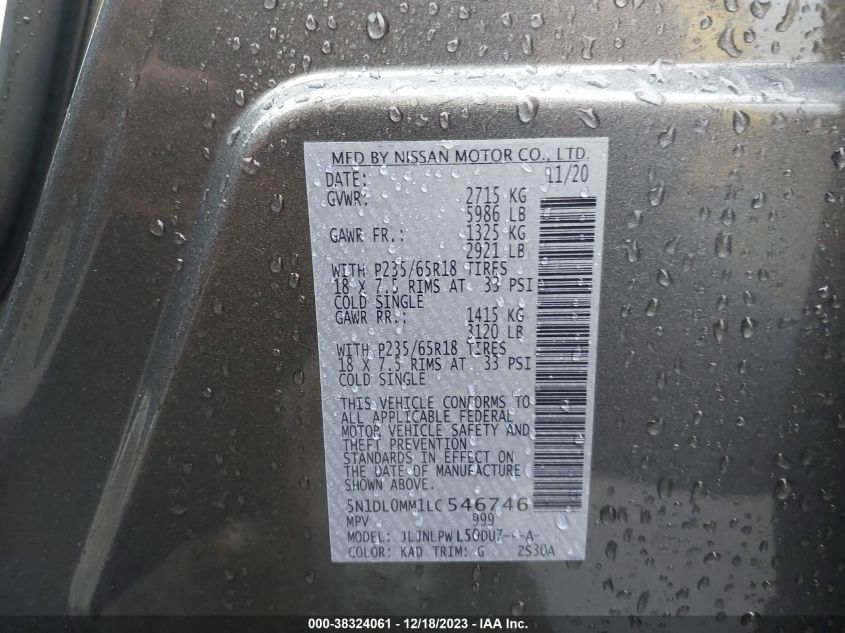 MFD BY NISSAN MOTOR CO., LTD.
DATE: 11/20
GVWR: 2715 KG
5986 LB
GAWR FR.: 1325 KG
2921 LB
WITH P235/65R18 TIRES
18 X 7.5 RIMS AT 33 PSI
COLD SINGLE
GAWR RR.: 1415 KG
3120 LB
WITH P235/65R18 TIRES
18 X 7.5 RIMS AT 33 PSI
COLD SINGLE
THIS VEHICLE CONFORMS TO
ALL APPLICABLE FEDERAL
MOTOR VEHICLE SAFETY AND
THEFT PREVENTION
STANDARDS IN EFFECT ON
THE DATE OF MANUFACTURE
SHOWN ABOVE.
5N1DL0MM1LC546746
MPV 999
MODEL:
COLOR: KAD TRIM: G ZS30A
000-38324061 - 12/18/2023 - IAA Inc.